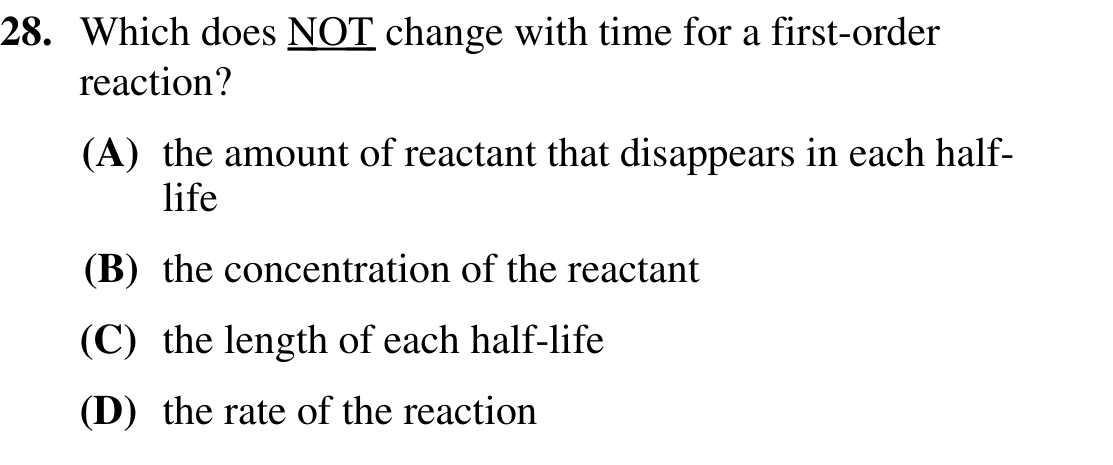 28. Which does NOT change with time for a first-order
reaction?
(A) the amount of reactant that disappears in each half-
life
(B) the concentration of the reactant
(C) the length of each half-life
(D) the rate of the reaction